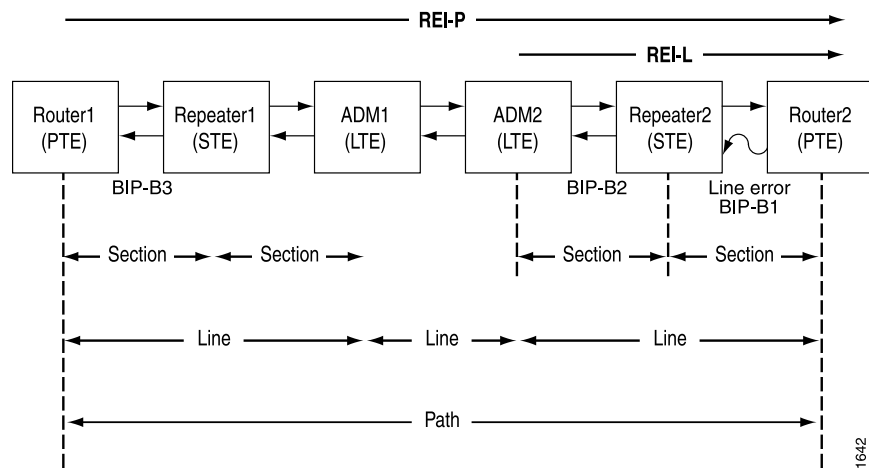 REI-P
REI-L
Router1
(PTE)
Repeater1
(STE)
ADM1
(LTE)
ADM2
(LTE)
Repeater2
(STE)
Router2
(PTE)
BIP-B3
BIP-B2
Line error
BIP-B1
Section
Section
Section
Section
Line
Line
Line
Path
1642